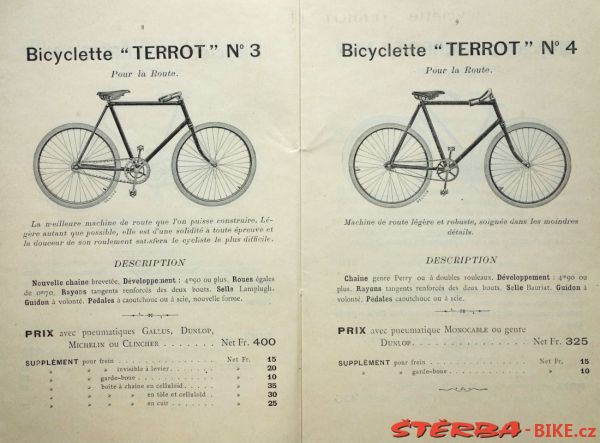 8
Bicyclette "TERROT" N° 3
Pour la Route.
La meilleure machine de route que l'on puisse construire. Lé-
gère autant que possible, elle est d'une solidité à toute épreuve et
la douceur de son roulement satisfera le cycliste le plus difficile.
DESCRIPTION
Nouvelle chaine brevetée. Développement : 4m90 ou plus. Roues égales
de 0m70. Rayons tangents renforcés des deux bouts. Selle Lamplugh.
Guidon à volonté. Pédales à caoutchouc ou à scie, nouvelle forme.
PRIX avec pneumatiques GALLUS, DUNLOP,
MICHELIN OU CLINCHER . . . . . . . Net Fr. 400
SUPPLÉMENT pour frein . . . . . . . . . . . . Net Fr. 15
» » » invisible à levier . . . . . . » 20
» » garde-boue . . . . . . . . . . » 10
» » boîte à chaîne en celluloïd . . . . » 35
» » » en tôle et celluloïd . . » 30
» » » en cuir . . . . . . . » 25
9
Bicyclette "TERROT" N° 4
Pour la Route.
Machine de route légère et robuste, soignée dans les moindres
détails.
DESCRIPTION
Chaine genre Perry ou à doubles rouleaux. Développement : 4m90 ou
plus. Rayons tangents renforcés des deux bouts. Selle Bauriat. Guidon à
volonté. Pédales à caoutchouc ou à scie.
PRIX avec pneumatiques MONOCABLE ou genre
DUNLOP. . . . . . . . . . . . Net Fr. 325
SUPPLÉMENT pour frein . . . . . . . . . . . Net Fr. 15
» » garde-boue . . . . . . . . . » 10
ŠTĚRBA-BIKE.cz